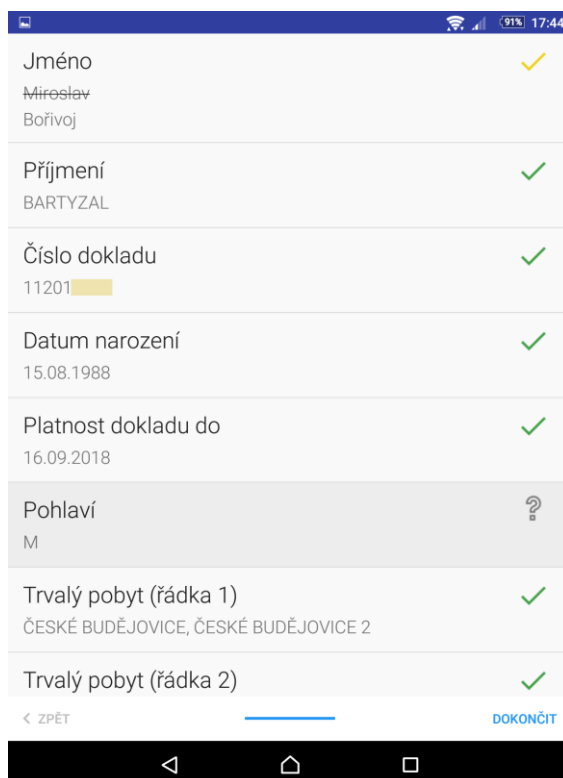 91% 17:44
Jméno
Miroslav
Bořivoj
Příjmení
BARTYZAL
Číslo dokladu
11201
Datum narození
15.08.1988
Platnost dokladu do
16.09.2018
Pohlaví
M
Trvalý pobyt (řádka 1)
ČESKÉ BUDĚJOVICE, ČESKÉ BUDĚJOVICE 2
Trvalý pobyt (řádka 2)
< ZPĚT DOKONČIT